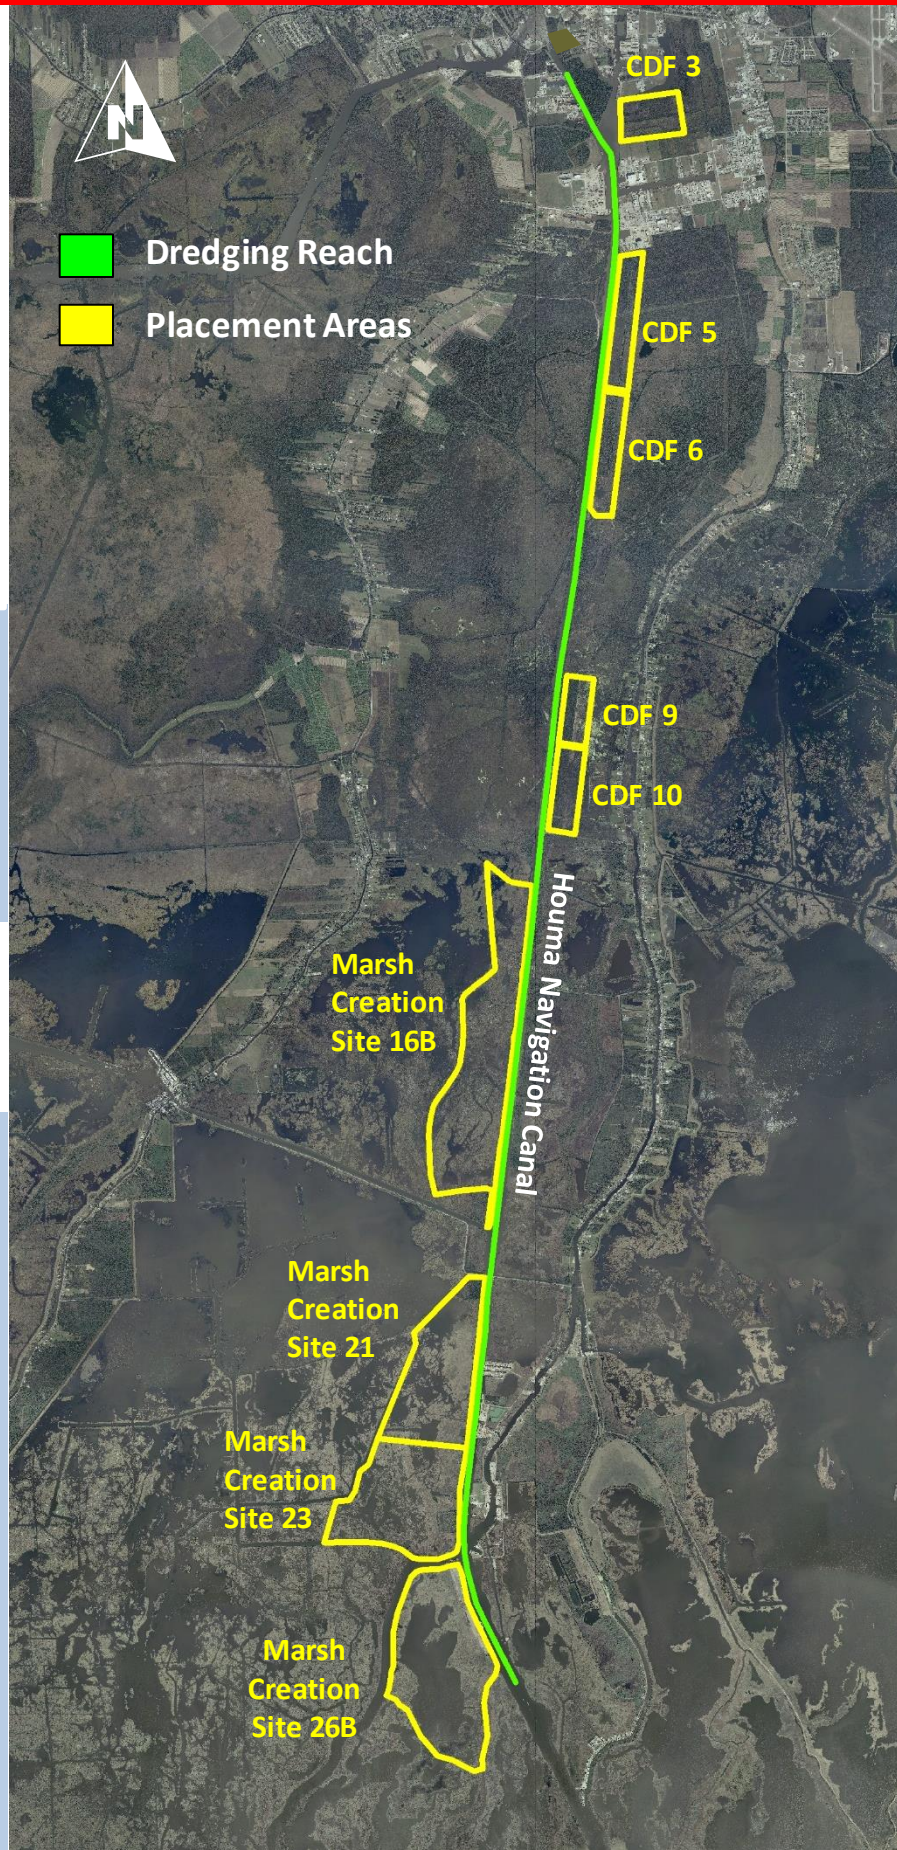 CDF 3
N
Dredging Reach
Placement Areas
CDF 5
CDF 6
CDF 9
CDF 10
Houma Navigation Canal
Marsh
Creation
Site 16B
Marsh
Creation
Site 21
Marsh
Creation
Site 23
Marsh
Creation
Site 26B